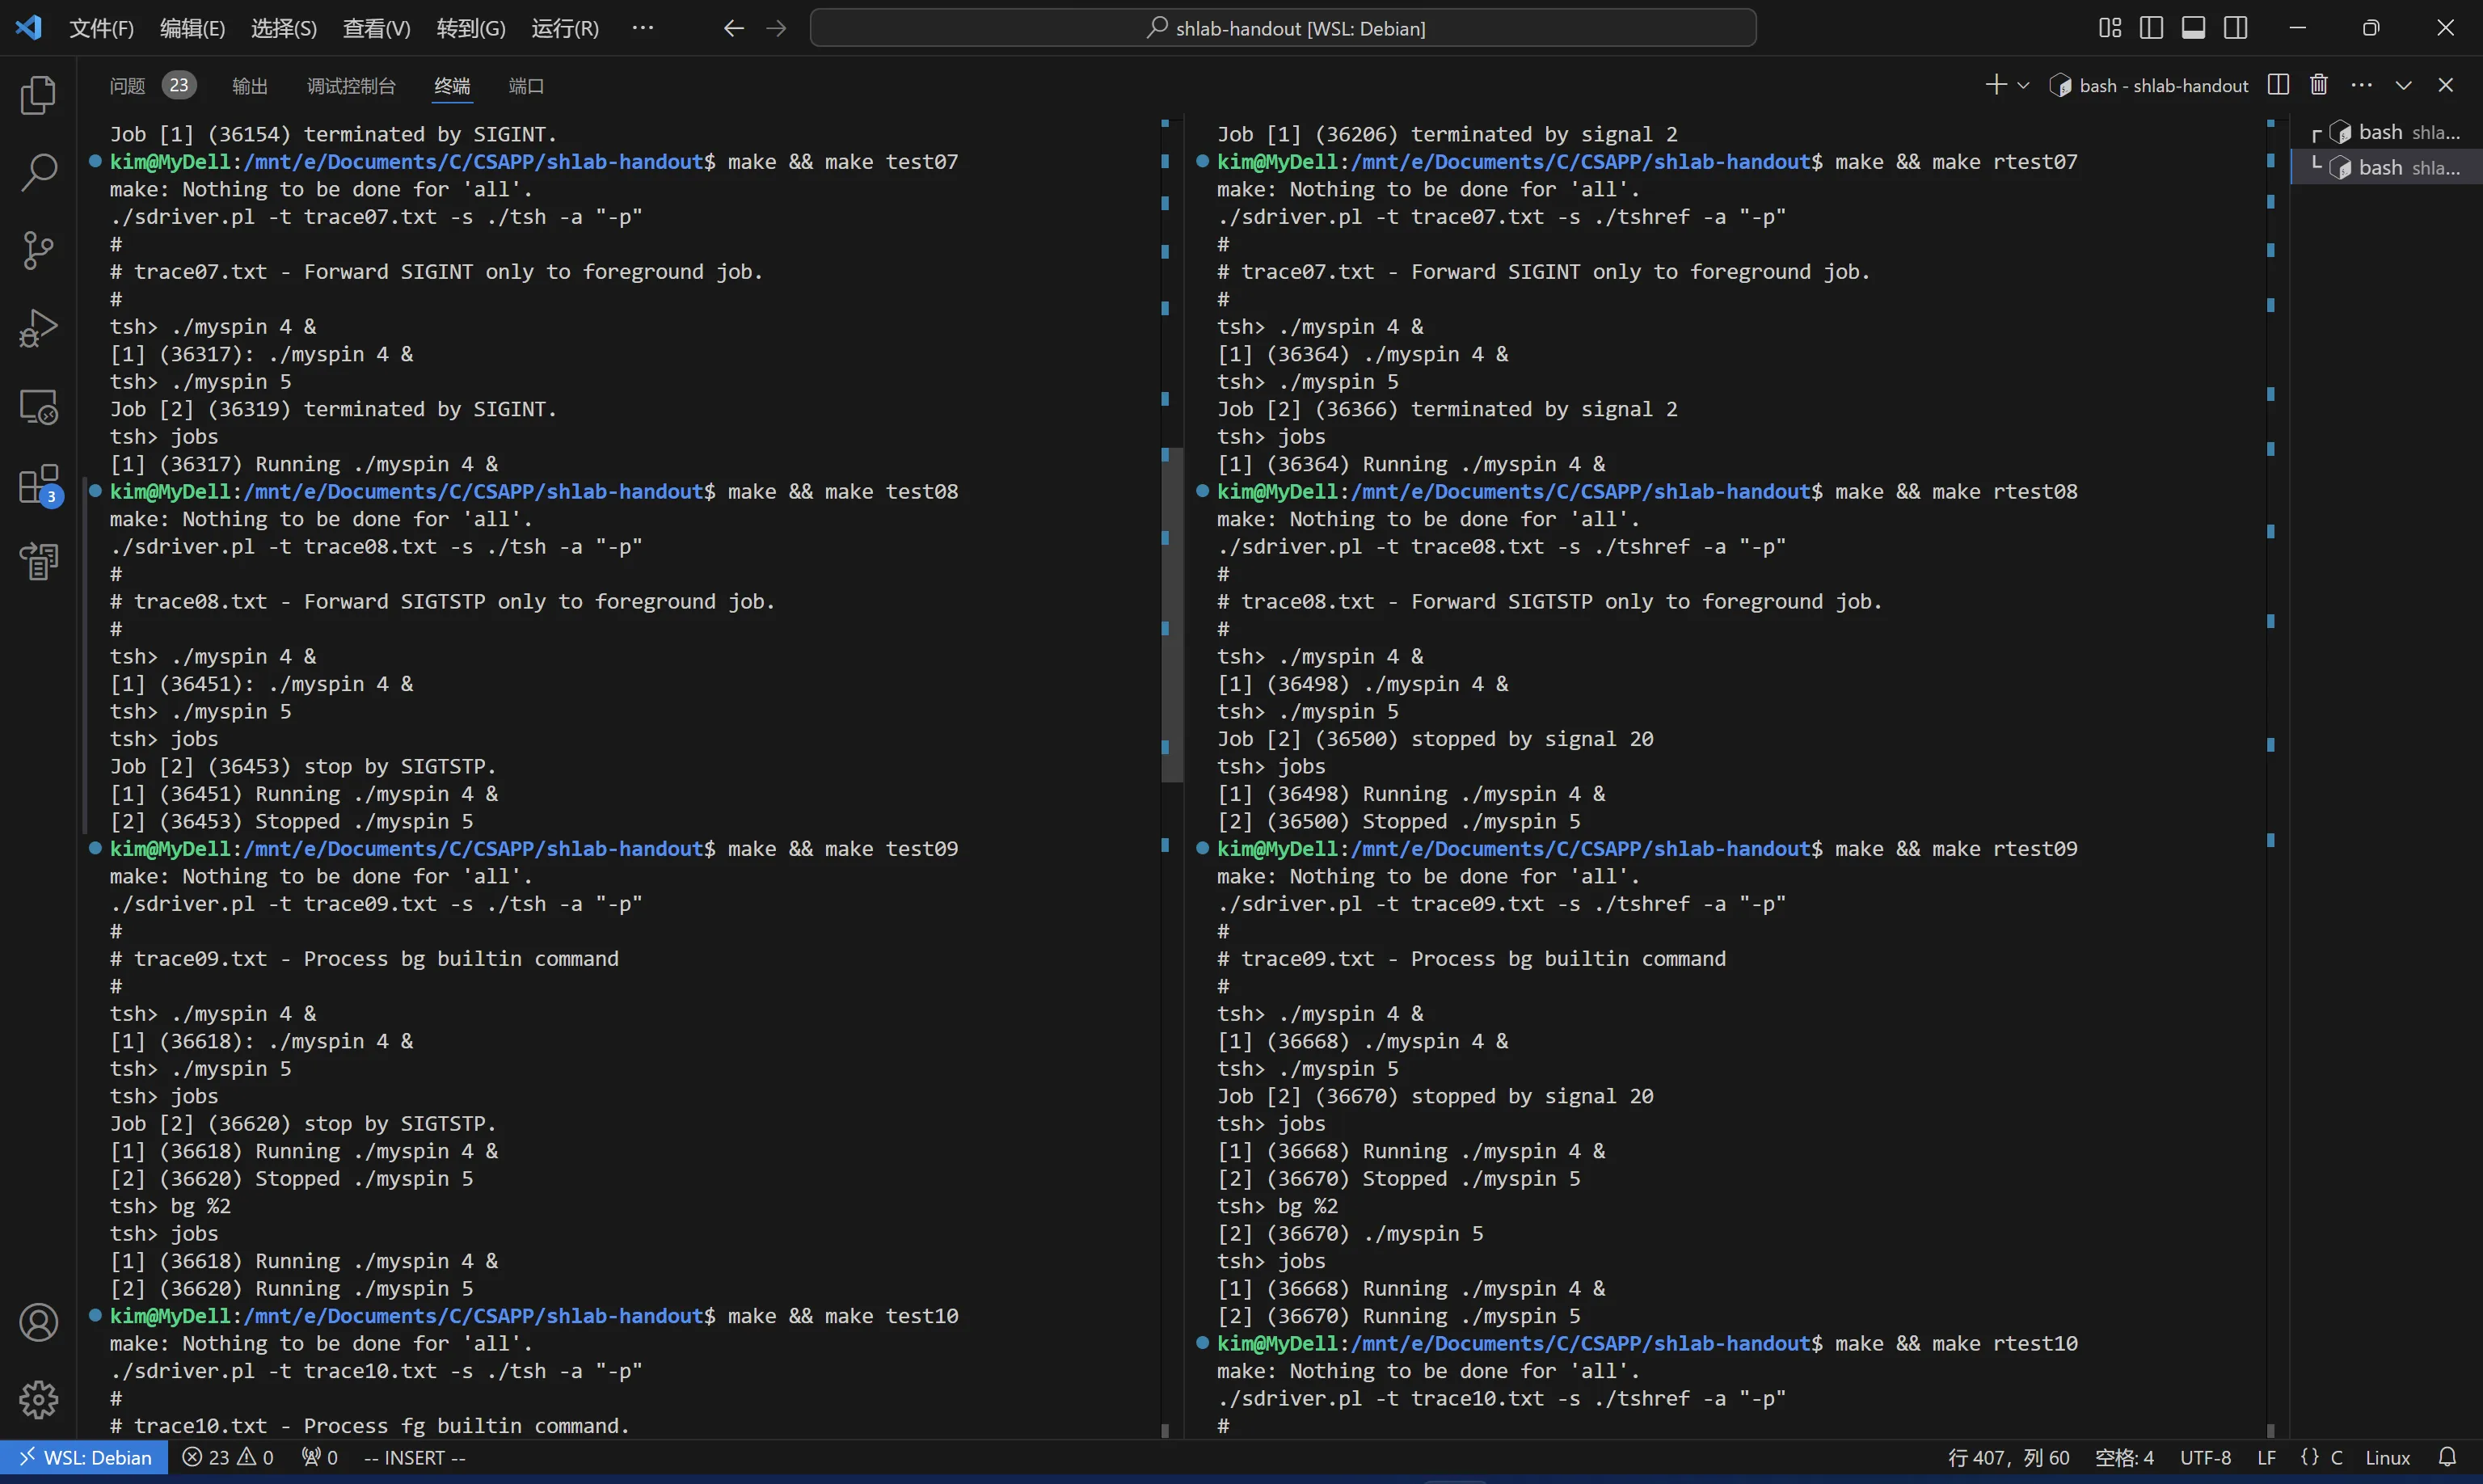 文件(F) 编辑(E) 选择(S) 查看(V) 转到(G) 运行(R) ···
shlab-handout [WSL: Debian]
问题 23 输出 调试控制台 终端 端口
bash - shlab-handout
Job [1] (36154) terminated by SIGINT.
kim@MyDell:/mnt/e/Documents/C/CSAPP/shlab-handout$ make && make test07
make: Nothing to be done for 'all'.
./sdriver.pl -t trace07.txt -s ./tsh -a "-p"
#
# trace07.txt - Forward SIGINT only to foreground job.
#
tsh> ./myspin 4 &
[1] (36317): ./myspin 4 &
tsh> ./myspin 5
Job [2] (36319) terminated by SIGINT.
tsh> jobs
[1] (36317) Running ./myspin 4 &
kim@MyDell:/mnt/e/Documents/C/CSAPP/shlab-handout$ make && make test08
make: Nothing to be done for 'all'.
./sdriver.pl -t trace08.txt -s ./tsh -a "-p"
#
# trace08.txt - Forward SIGTSTP only to foreground job.
#
tsh> ./myspin 4 &
[1] (36451): ./myspin 4 &
tsh> ./myspin 5
tsh> jobs
Job [2] (36453) stop by SIGTSTP.
[1] (36451) Running ./myspin 4 &
[2] (36453) Stopped ./myspin 5
kim@MyDell:/mnt/e/Documents/C/CSAPP/shlab-handout$ make && make test09
make: Nothing to be done for 'all'.
./sdriver.pl -t trace09.txt -s ./tsh -a "-p"
#
# trace09.txt - Process bg builtin command
#
tsh> ./myspin 4 &
[1] (36618): ./myspin 4 &
tsh> ./myspin 5
tsh> jobs
Job [2] (36620) stop by SIGTSTP.
[1] (36618) Running ./myspin 4 &
[2] (36620) Stopped ./myspin 5
tsh> bg %2
tsh> jobs
[1] (36618) Running ./myspin 4 &
[2] (36620) Running ./myspin 5
kim@MyDell:/mnt/e/Documents/C/CSAPP/shlab-handout$ make && make test10
make: Nothing to be done for 'all'.
./sdriver.pl -t trace10.txt -s ./tsh -a "-p"
#
# trace10.txt - Process fg builtin command.
Job [1] (36206) terminated by signal 2
kim@MyDell:/mnt/e/Documents/C/CSAPP/shlab-handout$ make && make rtest07
make: Nothing to be done for 'all'.
./sdriver.pl -t trace07.txt -s ./tshref -a "-p"
#
# trace07.txt - Forward SIGINT only to foreground job.
#
tsh> ./myspin 4 &
[1] (36364) ./myspin 4 &
tsh> ./myspin 5
Job [2] (36366) terminated by signal 2
tsh> jobs
[1] (36364) Running ./myspin 4 &
kim@MyDell:/mnt/e/Documents/C/CSAPP/shlab-handout$ make && make rtest08
make: Nothing to be done for 'all'.
./sdriver.pl -t trace08.txt -s ./tshref -a "-p"
#
# trace08.txt - Forward SIGTSTP only to foreground job.
#
tsh> ./myspin 4 &
[1] (36498) ./myspin 4 &
tsh> ./myspin 5
Job [2] (36500) stopped by signal 20
tsh> jobs
[1] (36498) Running ./myspin 4 &
[2] (36500) Stopped ./myspin 5
kim@MyDell:/mnt/e/Documents/C/CSAPP/shlab-handout$ make && make rtest09
make: Nothing to be done for 'all'.
./sdriver.pl -t trace09.txt -s ./tshref -a "-p"
#
# trace09.txt - Process bg builtin command
#
tsh> ./myspin 4 &
[1] (36668) ./myspin 4 &
tsh> ./myspin 5
Job [2] (36670) stopped by signal 20
tsh> jobs
[1] (36668) Running ./myspin 4 &
[2] (36670) Stopped ./myspin 5
tsh> bg %2
[2] (36670) ./myspin 5
tsh> jobs
[1] (36668) Running ./myspin 4 &
[2] (36670) Running ./myspin 5
kim@MyDell:/mnt/e/Documents/C/CSAPP/shlab-handout$ make && make rtest10
make: Nothing to be done for 'all'.
./sdriver.pl -t trace10.txt -s ./tshref -a "-p"
#
bash shla...
bash shla...
3
WSL: Debian 23 0 0 -- INSERT --
行 407，列 60 空格: 4 UTF-8 LF {} C Linux